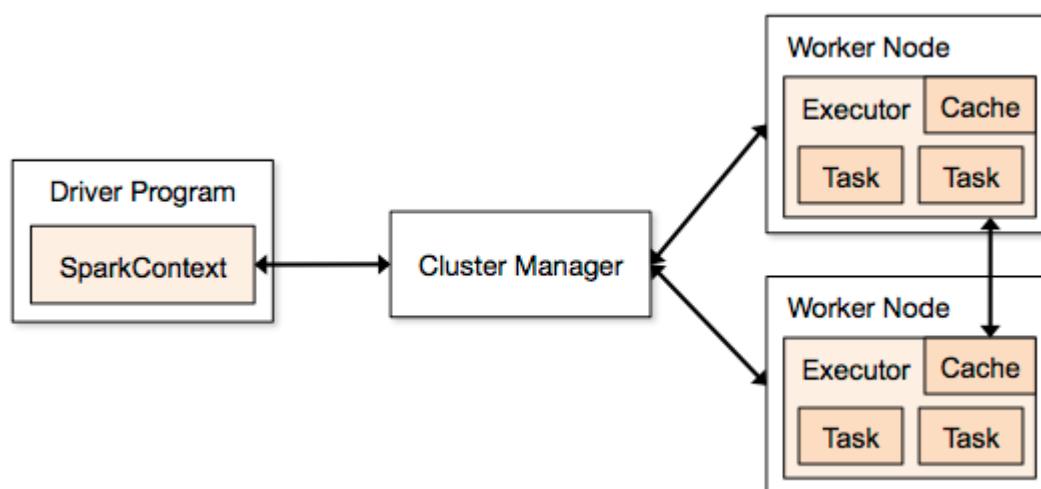 Driver Program
SparkContext
Cluster Manager
Worker Node
Executor
Cache
Task
Task
Worker Node
Executor
Cache
Task
Task